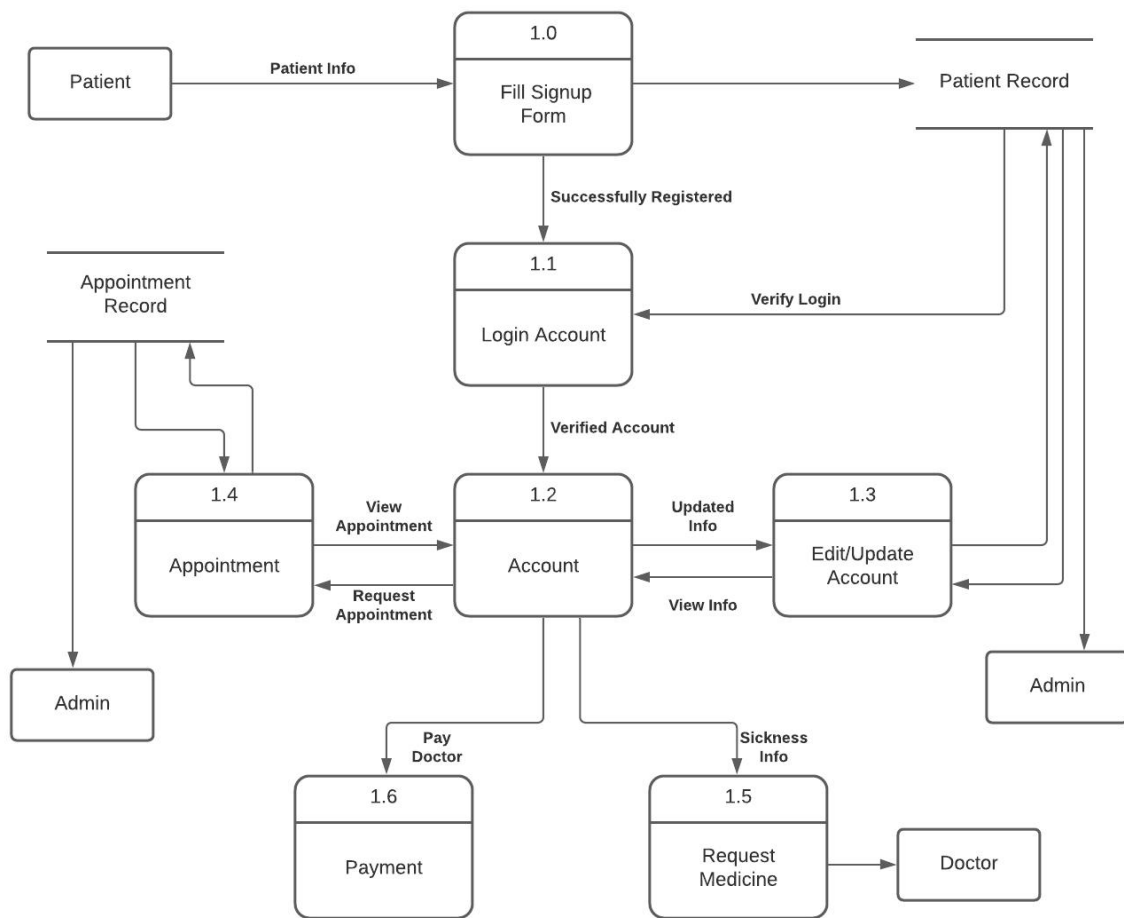 1.0
Patient
Patient Info
Fill Signup
Form
Patient Record
Successfully Registered
1.1
Appointment
Record
Login Account
Verify Login
Verified Account
1.4
View
Appointment
1.2
Updated
Info
1.3
Appointment
Account
Edit/Update
Account
Request
Appointment
View Info
Admin
Admin
Pay
Doctor
Sickness
Info
1.6
1.5
Payment
Request
Medicine
Doctor